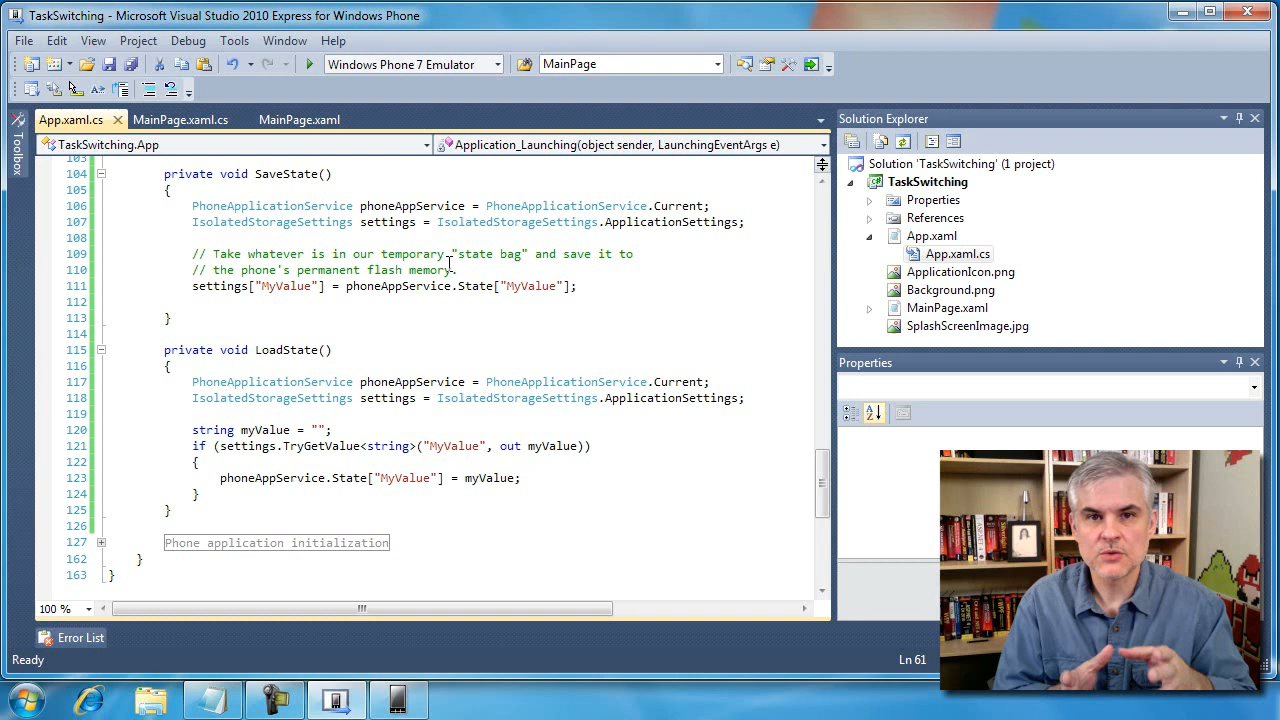 TaskSwitching - Microsoft Visual Studio 2010 Express for Windows Phone
File Edit View Project Debug Tools Window Help
Windows Phone 7 Emulator MainPage
App.xaml.cs MainPage.xaml.cs MainPage.xaml
Toolbox
TaskSwitching.App Application_Launching(object sender, LaunchingEventArgs e)
103
104 private void SaveState()
105 {
106 PhoneApplicationService phoneAppService = PhoneApplicationService.Current;
107 IsolatedStorageSettings settings = IsolatedStorageSettings.ApplicationSettings;
108
109 // Take whatever is in our temporary "state bag" and save it to
110 // the phone's permanent flash memory.
111 settings["MyValue"] = phoneAppService.State["MyValue"];
112
113 }
114
115 private void LoadState()
116 {
117 PhoneApplicationService phoneAppService = PhoneApplicationService.Current;
118 IsolatedStorageSettings settings = IsolatedStorageSettings.ApplicationSettings;
119
120 string myValue = "";
121 if (settings.TryGetValue<string>("MyValue", out myValue))
122 {
123 phoneAppService.State["MyValue"] = myValue;
124 }
125 }
126
127 Phone application initialization
162 }
163 }
100 %
Error List
Ready
Ln 61
Solution Explorer
Solution 'TaskSwitching' (1 project)
TaskSwitching
Properties
References
App.xaml
App.xaml.cs
ApplicationIcon.png
Background.png
MainPage.xaml
SplashScreenImage.jpg
Properties